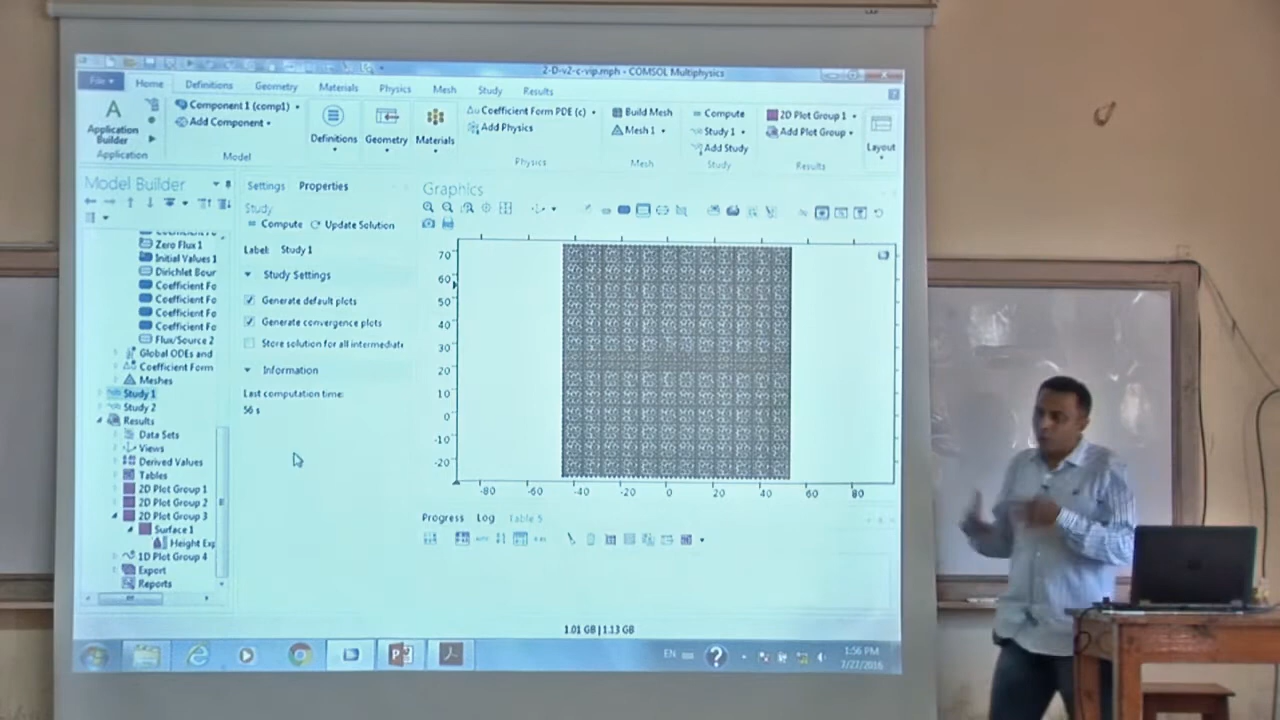 2-D-v2-c-vip.mph - COMSOL Multiphysics
File Home Definitions Geometry Materials Physics Mesh Study Results
Application Builder
Application
Component 1 (comp1)
Add Component
Model
Definitions
Geometry
Materials
Coefficient Form PDE (c)
Add Physics
Physics
Build Mesh
Mesh 1
Mesh
Compute
Study 1
Add Study
Study
2D Plot Group 1
Add Plot Group
Results
Layout
Model Builder
Zero Flux 1
Initial Values 1
Dirichlet Bour
Coefficient Fo
Coefficient Fo
Coefficient Fo
Coefficient Fo
Flux/Source 2
Global ODEs and
Coefficient Form
Meshes
Study 1
Study 2
Results
Data Sets
Views
Derived Values
Tables
2D Plot Group 1
2D Plot Group 2
2D Plot Group 3
Surface 1
Height Exp
1D Plot Group 4
Export
Reports
Settings Properties
Study
Compute Update Solution
Label: Study 1
Study Settings
Generate default plots
Generate convergence plots
Store solution for all intermediate
Information
Last computation time:
56 s
Graphics
70
60
50
40
30
20
10
0
-10
-20
-80 -60 -40 -20 0 20 40 60 80
Progress Log Table 5
1.01 GB | 1.13 GB
EN
1:56 PM
7/27/2016